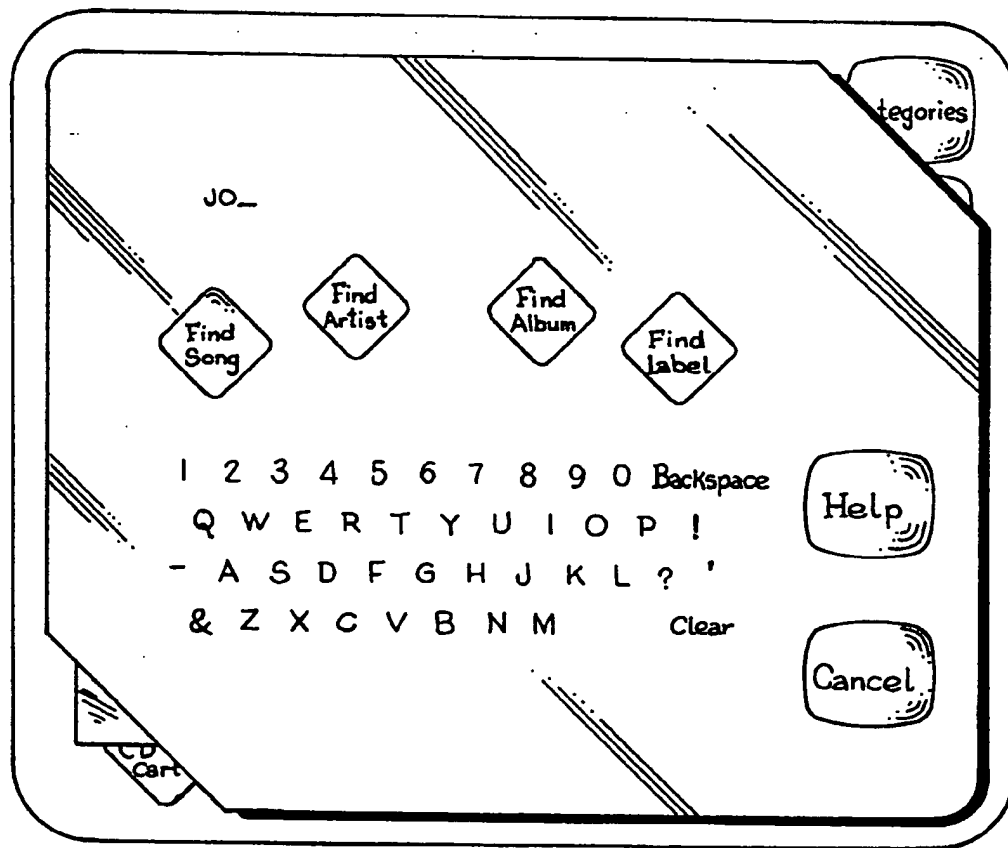 tegories
JO_
Find Song
Find Artist
Find Album
Find Label
1 2 3 4 5 6 7 8 9 0 Backspace
Q W E R T Y U I O P !
- A S D F G H J K L ? '
& Z X C V B N M Clear
Help
Cancel
CD
Cart